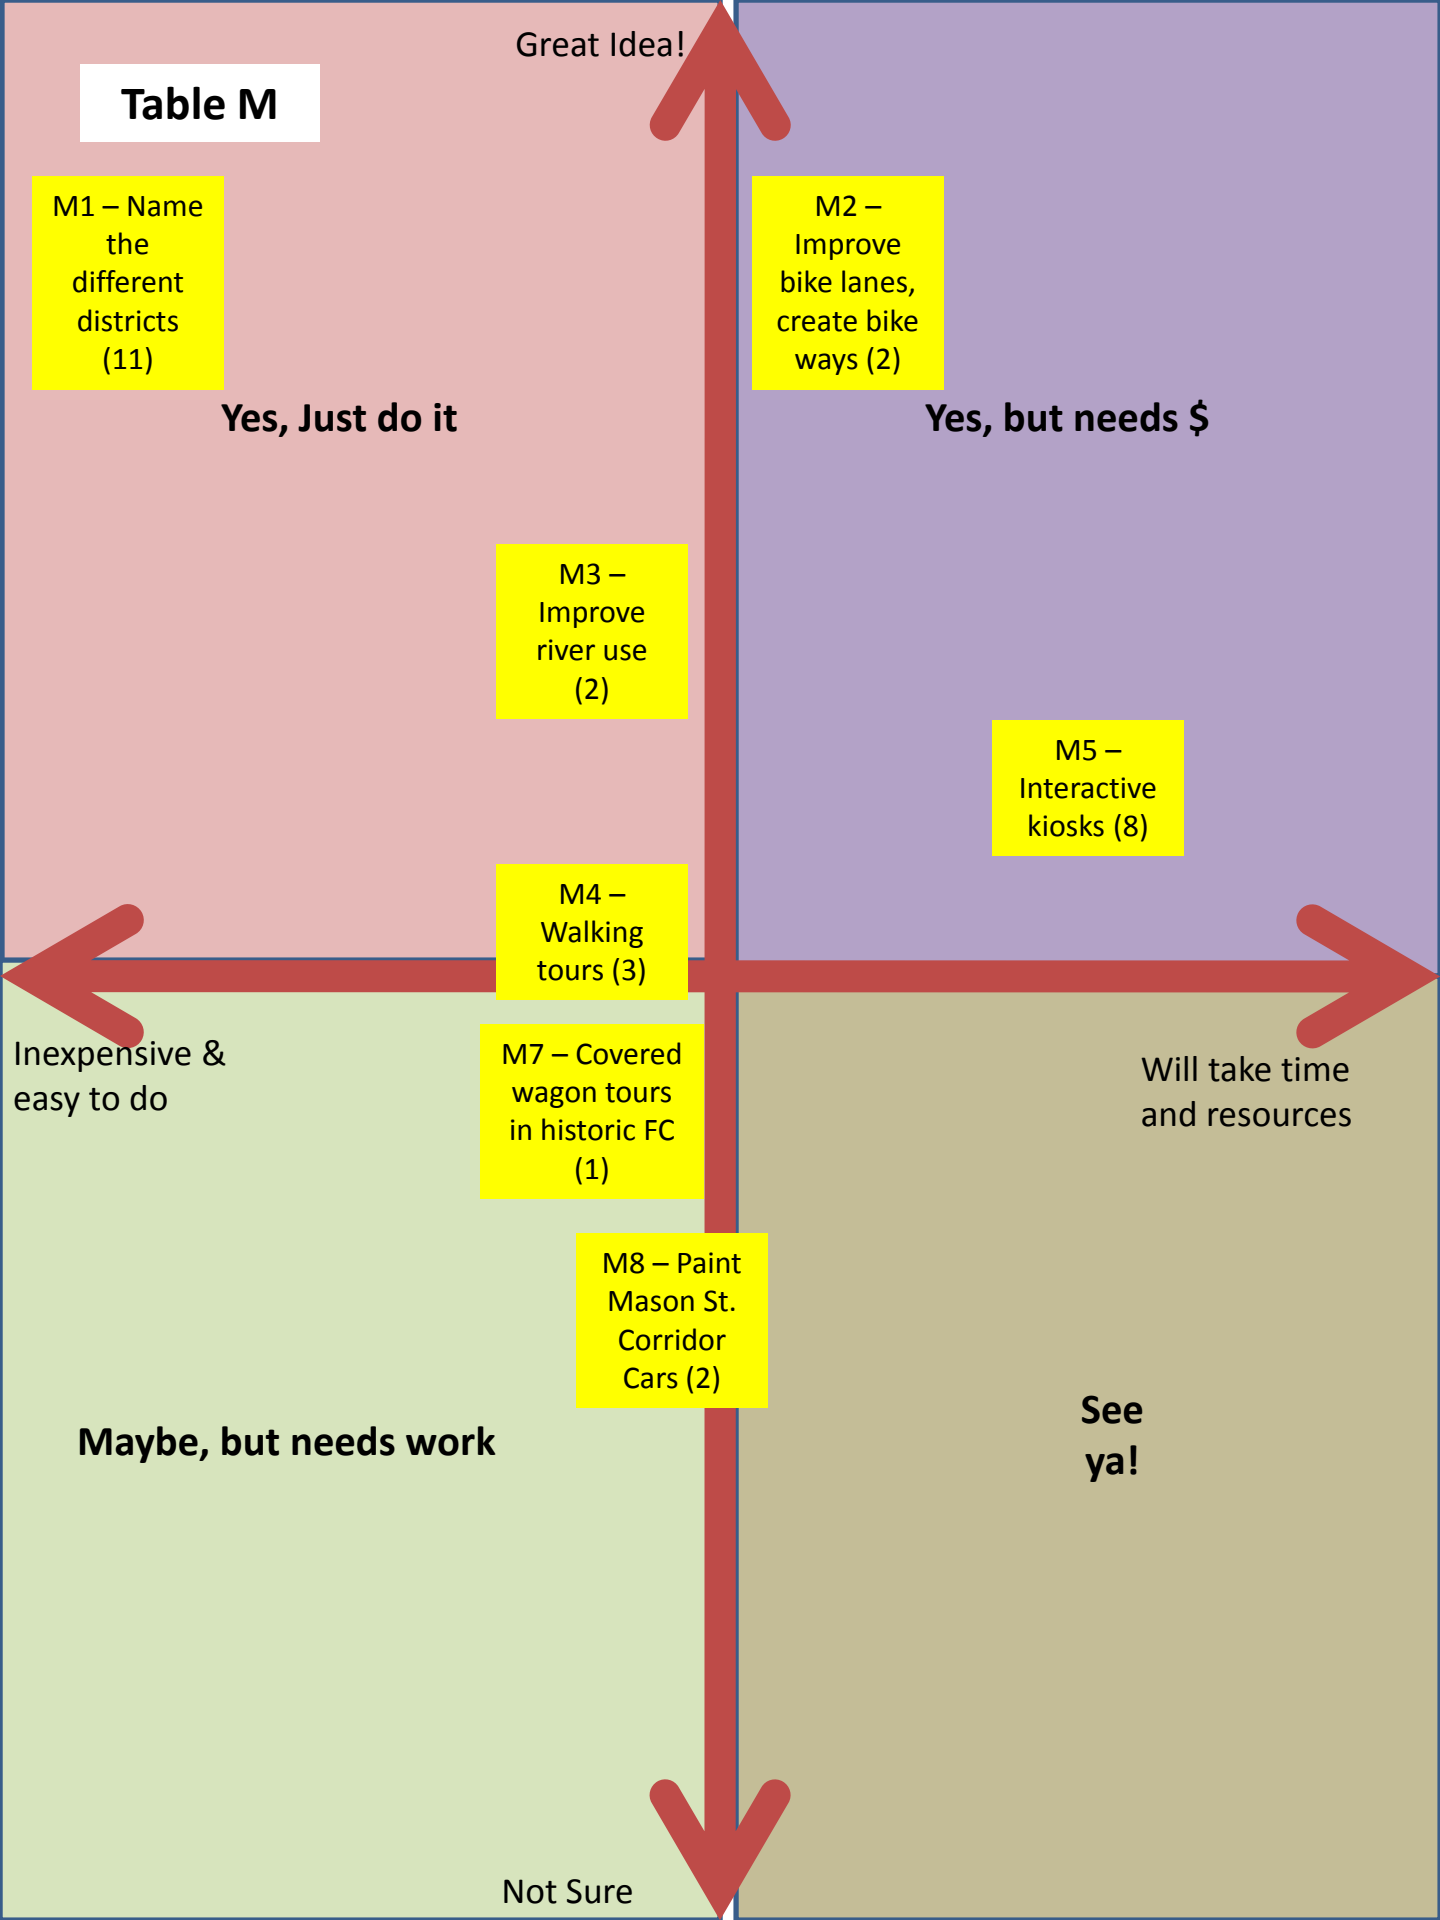 Great Idea!
Table M
M1 – Name
the
different
districts
(11)
M2 –
Improve
bike lanes,
create bike
ways (2)
Yes, Just do it
Yes, but needs $
M3 –
Improve
river use
(2)
M5 –
Interactive
kiosks (8)
M4 –
Walking
tours (3)
Inexpensive &
easy to do
M7 – Covered
wagon tours
in historic FC
(1)
Will take time
and resources
M8 – Paint
Mason St.
Corridor
Cars (2)
Maybe, but needs work
See
ya!
Not Sure